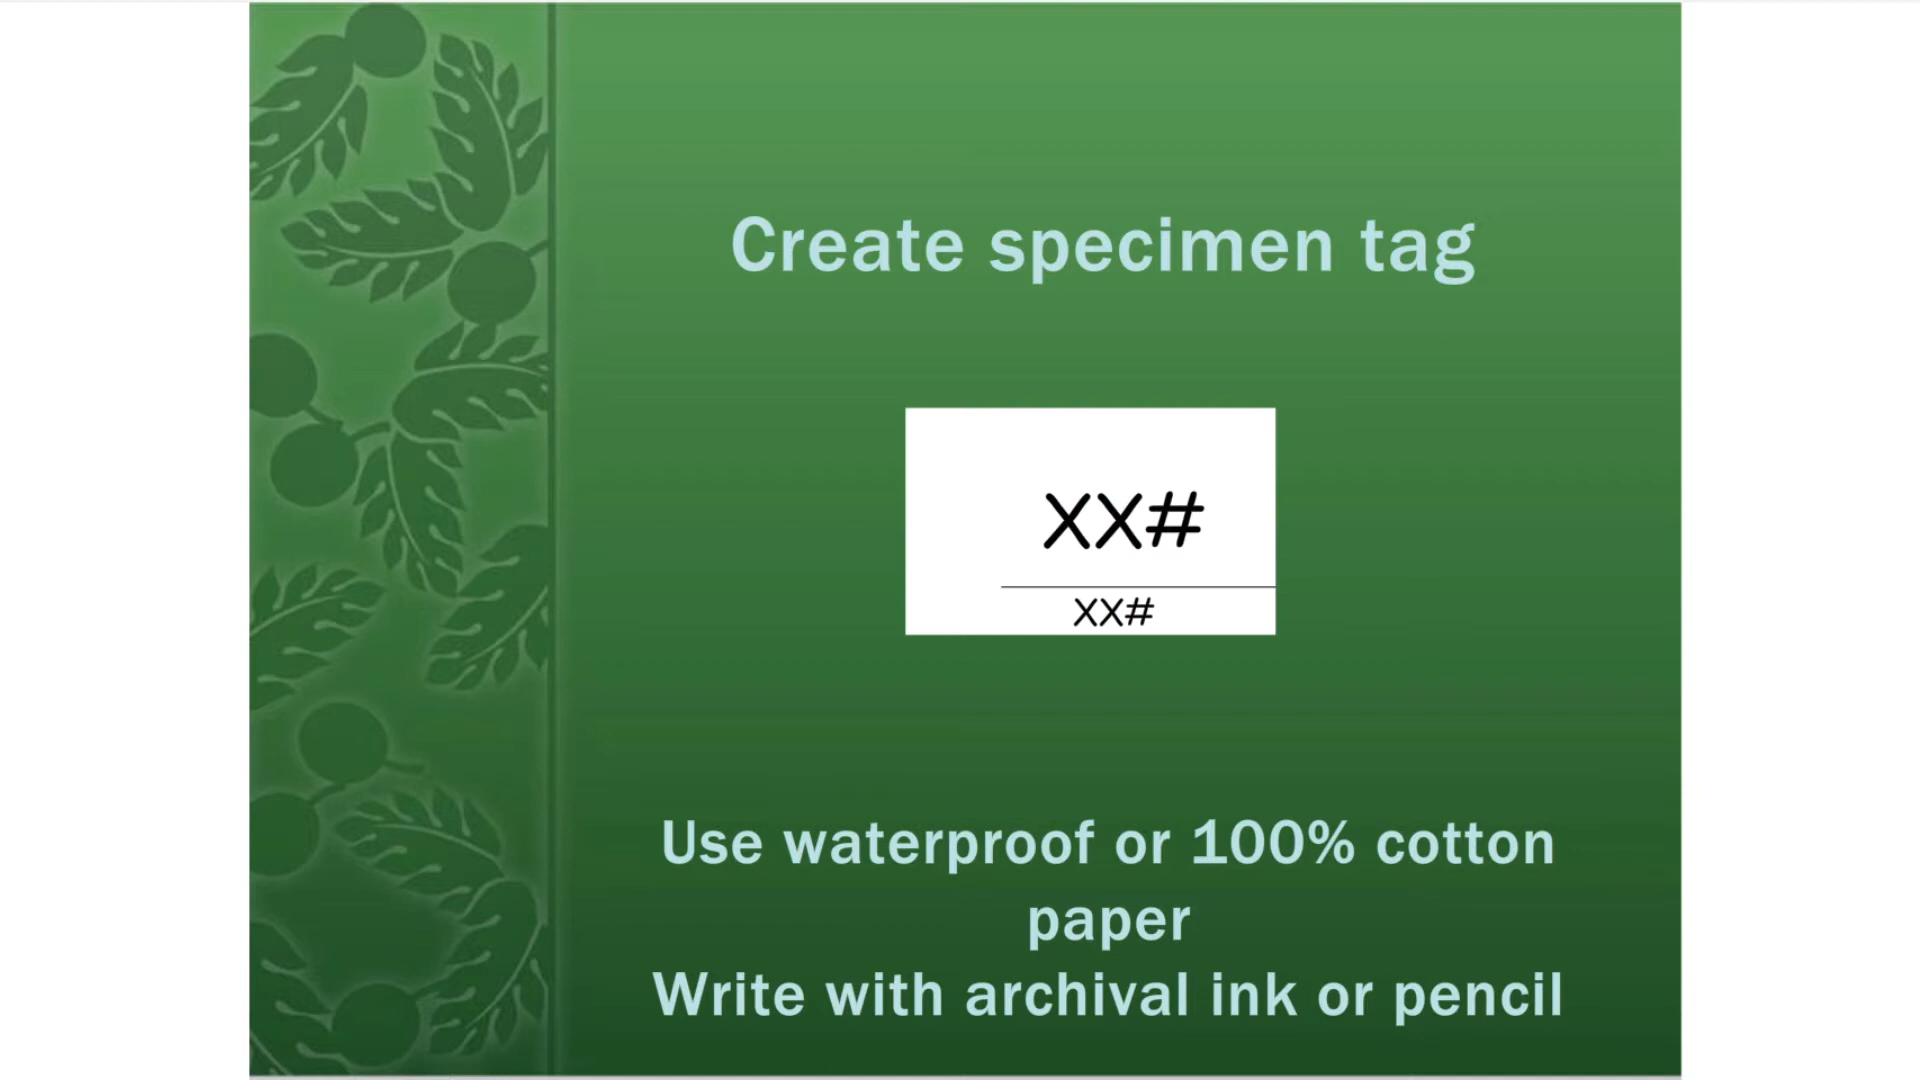 Create specimen tag
XX#
XX#
Use waterproof or 100% cotton
paper
Write with archival ink or pencil